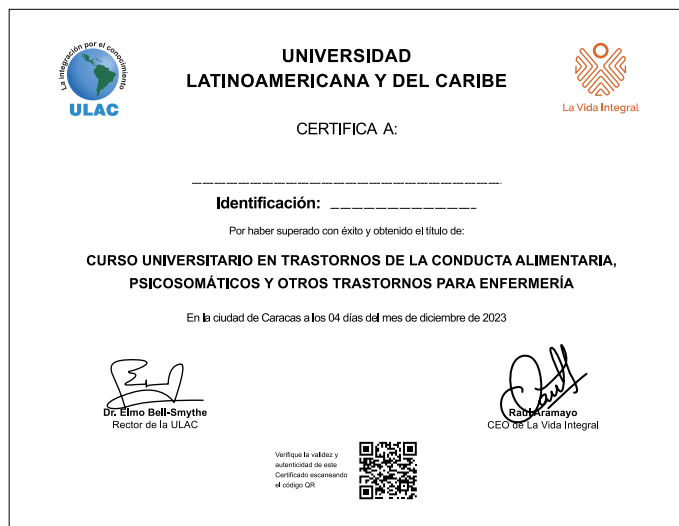 La integración por el conocimiento
ULAC
UNIVERSIDAD
LATINOAMERICANA Y DEL CARIBE
La Vida Integral
CERTIFICA A:
Identificación:
Por haber superado con éxito y obtenido el título de:
CURSO UNIVERSITARIO EN TRASTORNOS DE LA CONDUCTA ALIMENTARIA,
PSICOSOMÁTICOS Y OTROS TRASTORNOS PARA ENFERMERÍA
En la ciudad de Caracas a los 04 días del mes de diciembre de 2023
Dr. Elmo Bell-Smythe
Rector de la ULAC
Raúl Aramayo
CEO de La Vida Integral
Verifique la validez y
autenticidad de este
Certificado escaneando
el código QR